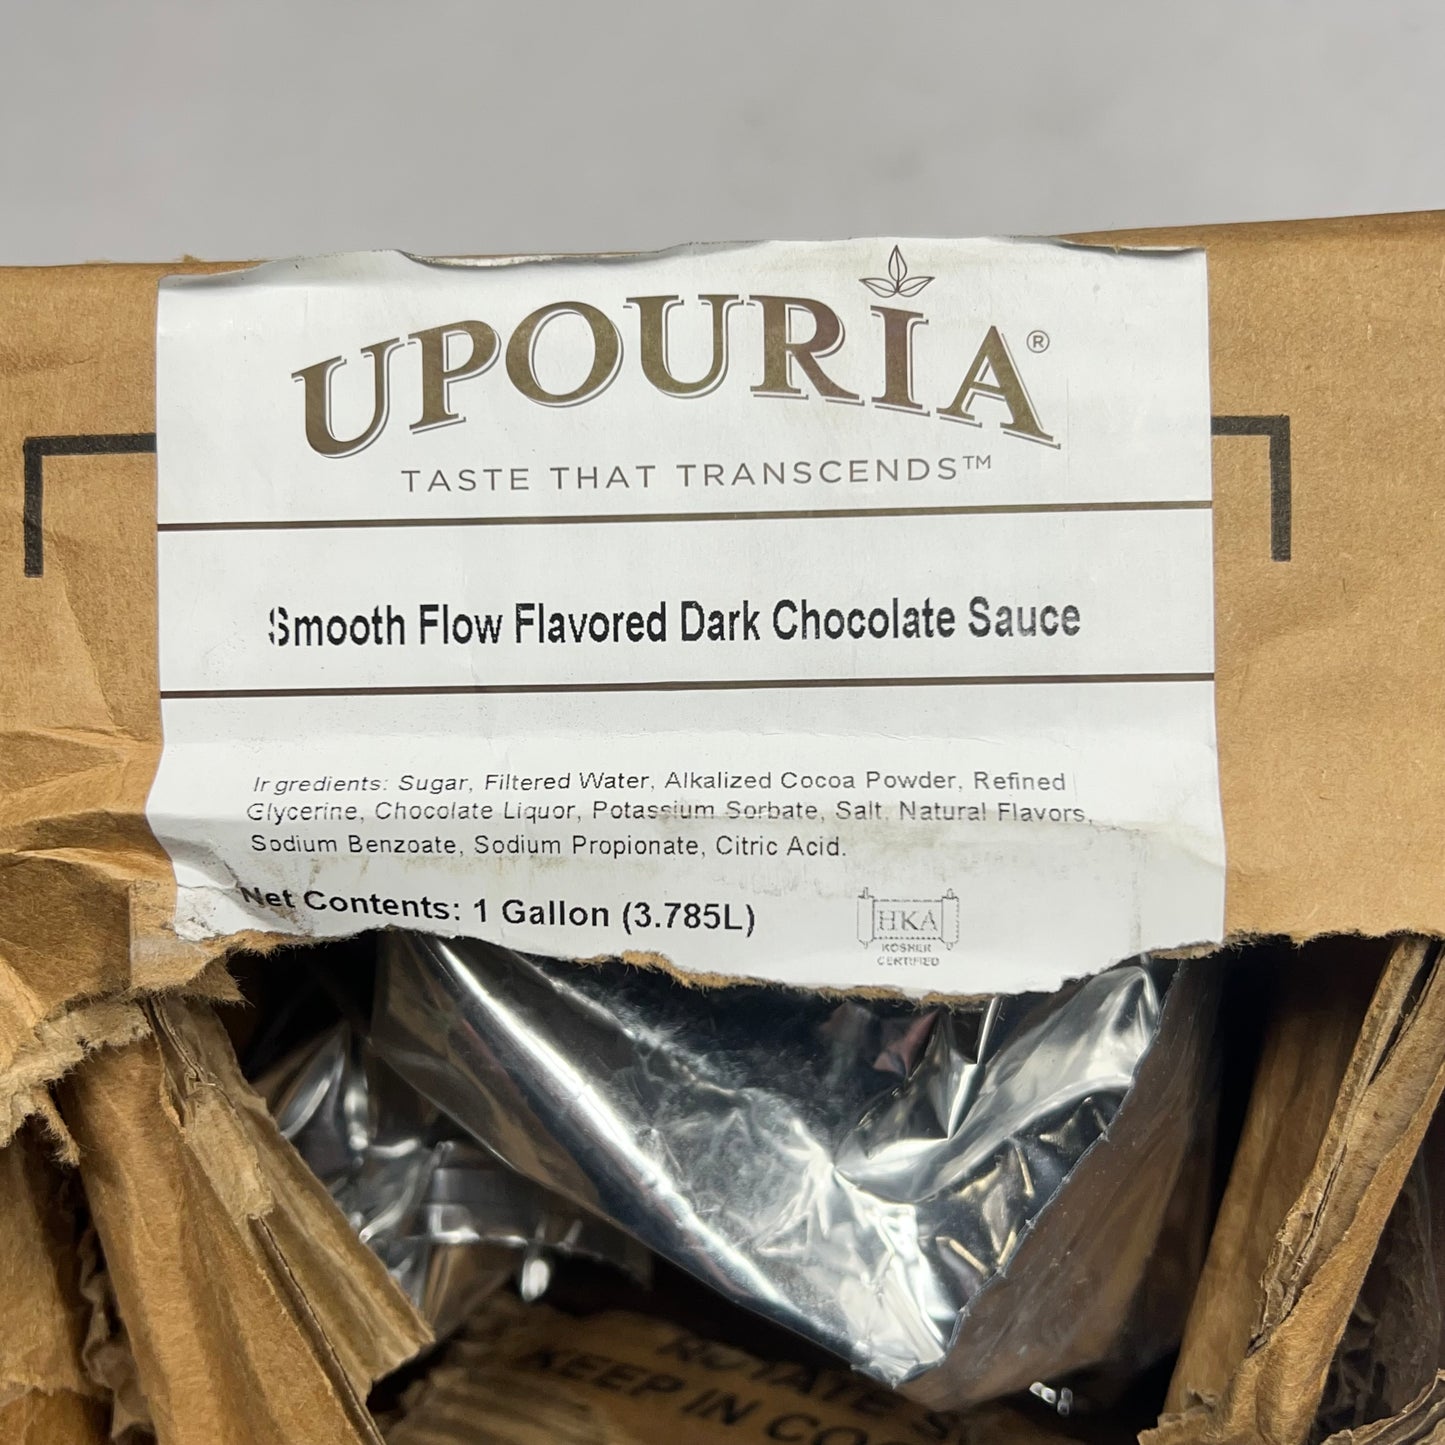 UPOURIA®
TASTE THAT TRANSCENDS™
Smooth Flow Flavored Dark Chocolate Sauce
Ingredients: Sugar, Filtered Water, Alkalized Cocoa Powder, Refined
Glycerine, Chocolate Liquor, Potassium Sorbate, Salt, Natural Flavors,
Sodium Benzoate, Sodium Propionate, Citric Acid.
Net Contents: 1 Gallon (3.785L)
HKA
KOSHER
CERTIFIED
ROTATE
KEEP IN